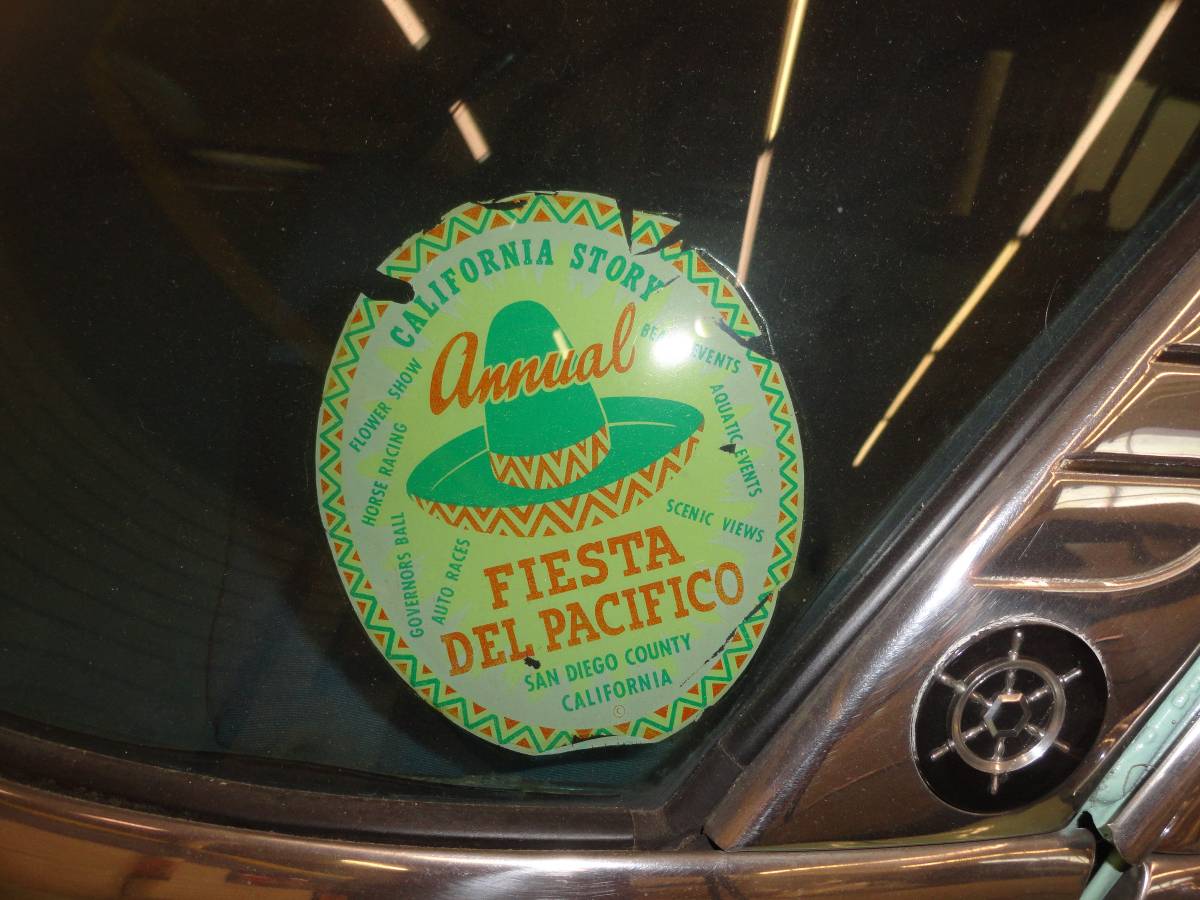 CALIFORNIA STORY
Annual
FLOWER SHOW
HORSE RACING
GOVERNORS BALL
AUTO RACES
EVENTS
AQUATIC EVENTS
SCENIC VIEWS
FIESTA
DEL PACIFICO
SAN DIEGO COUNTY
CALIFORNIA
©